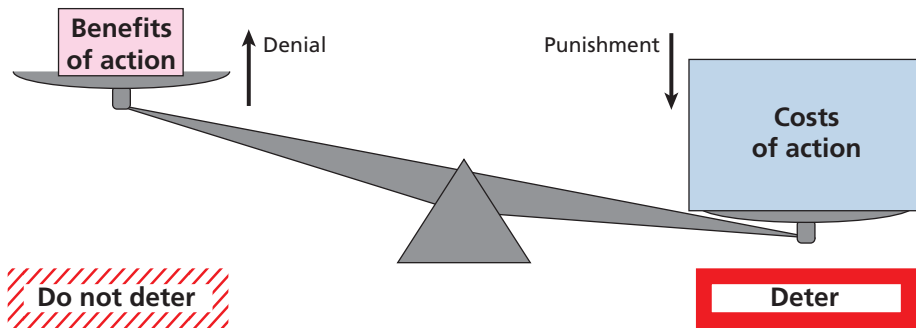 Benefits
of action
Denial
Punishment
Costs
of action
Do not deter
Deter